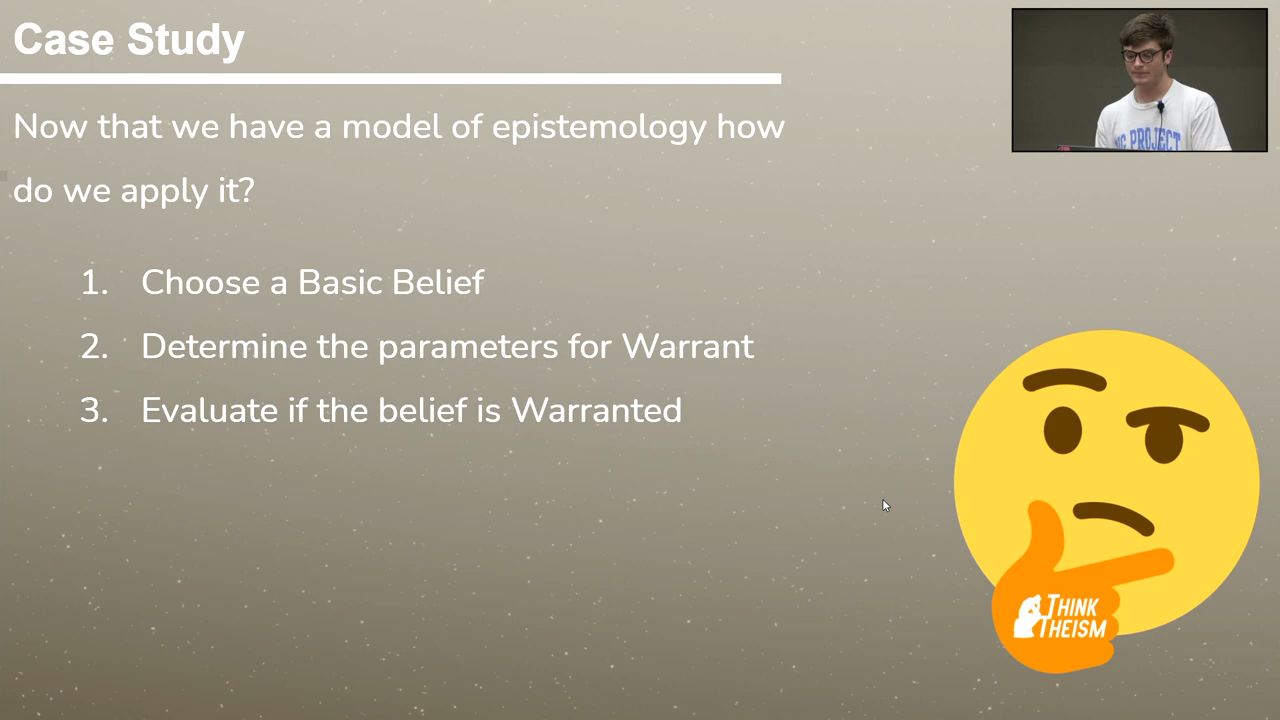 Case Study
Now that we have a model of epistemology how
do we apply it?
1. Choose a Basic Belief
2. Determine the parameters for Warrant
3. Evaluate if the belief is Warranted
PROJECT
THINK
THEISM